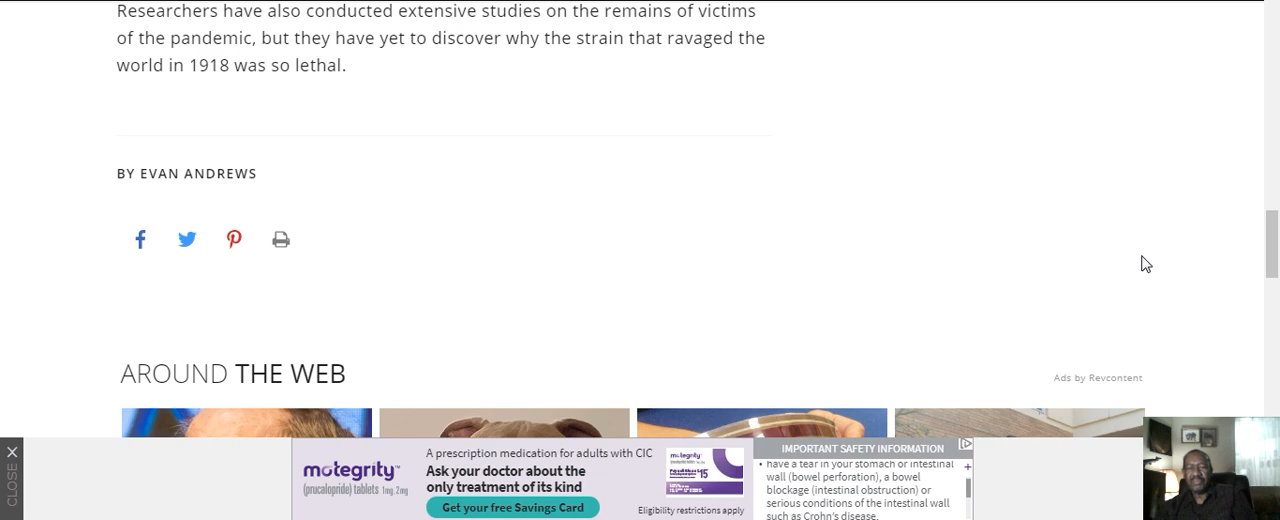 Researchers have also conducted extensive studies on the remains of victims
of the pandemic, but they have yet to discover why the strain that ravaged the
world in 1918 was so lethal.
BY EVAN ANDREWS
AROUND THE WEB
Ads by Revcontent
CLOSE X
motegrity™
(prucalopride) tablets 1mg, 2mg
A prescription medication for adults with CIC
Ask your doctor about the
only treatment of its kind
Get your free Savings Card
motegrity
$15
Eligibility restrictions apply
IMPORTANT SAFETY INFORMATION
• have a tear in your stomach or intestinal
wall (bowel perforation), a bowel
blockage (intestinal obstruction) or
serious conditions of the intestinal wall
such as Crohn's disease.